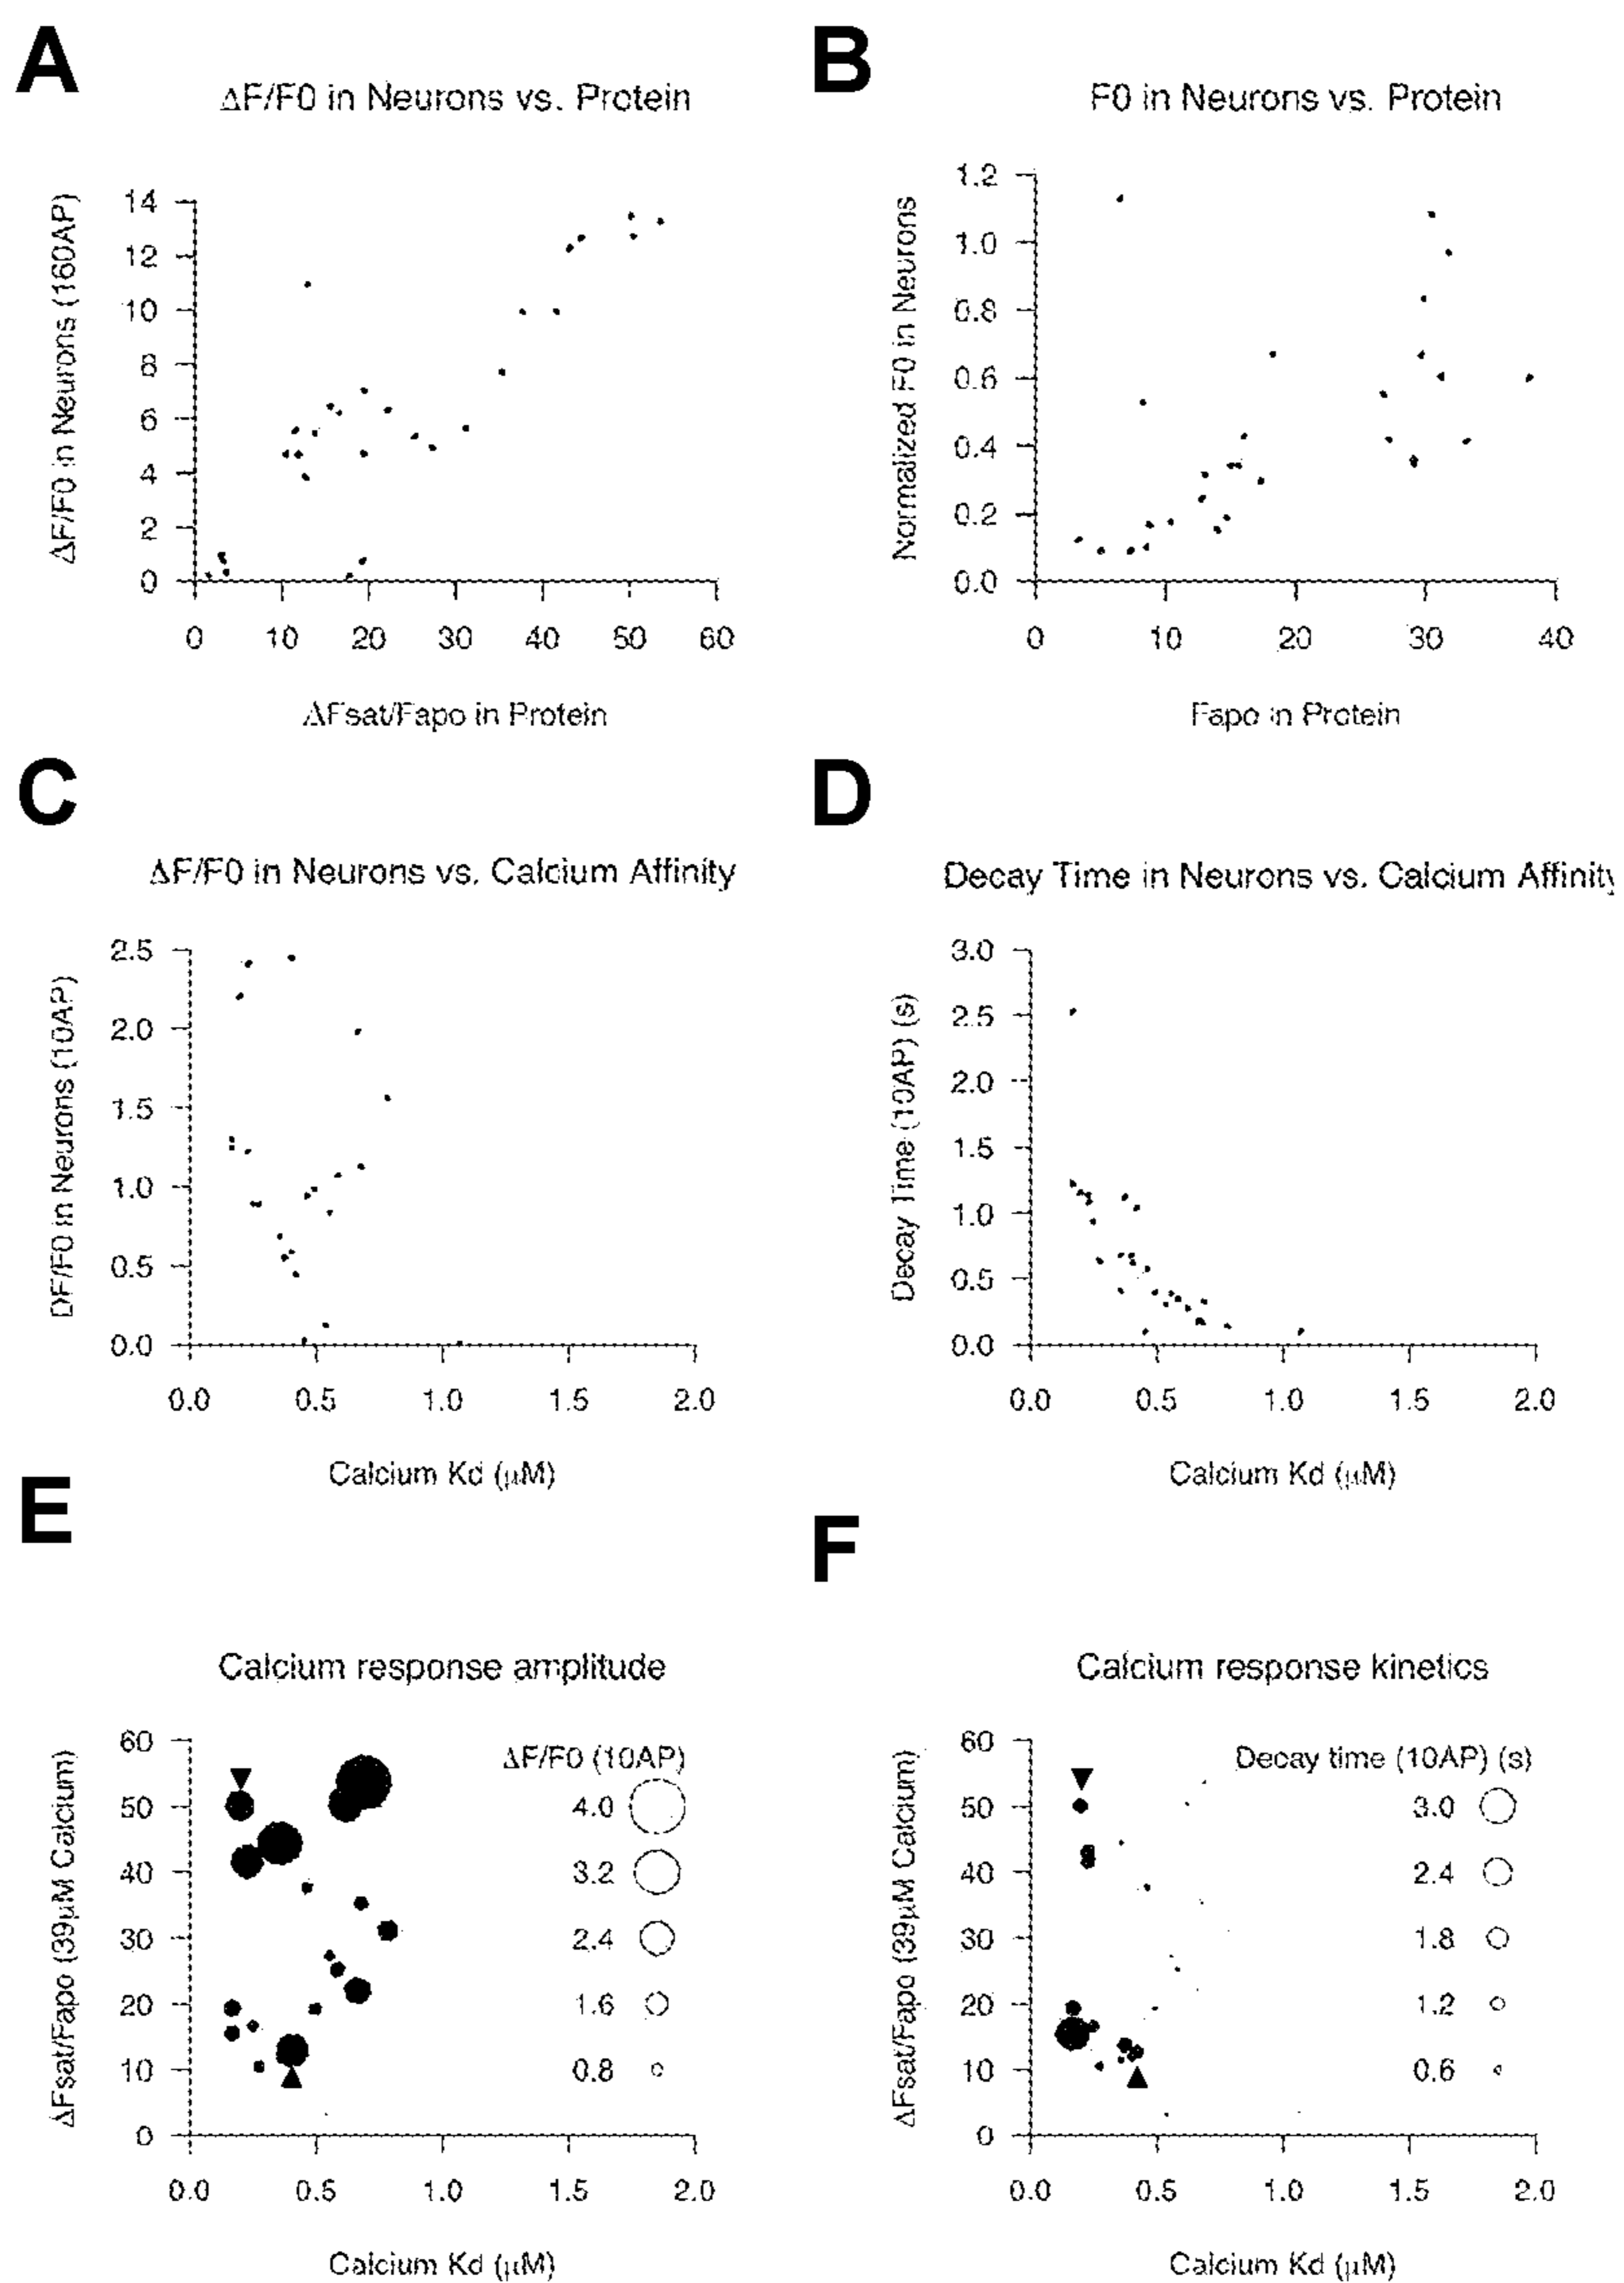 A
B
ΔF/F0 in Neurons vs. Protein
F0 in Neurons vs. Protein
ΔF/F0 in Neurons (160AP)
14
12
10
8
6
4
2
0
0 10 20 30 40 50 60
ΔFsat/Fapo in Protein
Normalized F0 in Neurons
1.2
1.0
0.8
0.6
0.4
0.2
0.0
0 10 20 30 40
Fapo in Protein
C
D
ΔF/F0 in Neurons vs. Calcium Affinity
Decay Time in Neurons vs. Calcium Affinity
DF/F0 in Neurons (10AP)
2.5
2.0
1.5
1.0
0.5
0.0
0.0 0.5 1.0 1.5 2.0
Calcium Kd (μM)
Decay Time (10AP) (s)
3.0
2.5
2.0
1.5
1.0
0.5
0.0
0.0 0.5 1.0 1.5 2.0
Calcium Kd (μM)
E
F
Calcium response amplitude
Calcium response kinetics
ΔFsat/Fapo (39μM Calcium)
60
50
40
30
20
10
0
ΔF/F0 (10AP)
4.0
3.2
2.4
1.6
0.8
0.0 0.5 1.0 1.5 2.0
Calcium Kd (μM)
ΔFsat/Fapo (39μM Calcium)
60
50
40
30
20
10
0
Decay time (10AP) (s)
3.0
2.4
1.8
1.2
0.6
0.0 0.5 1.0 1.5 2.0
Calcium Kd (μM)